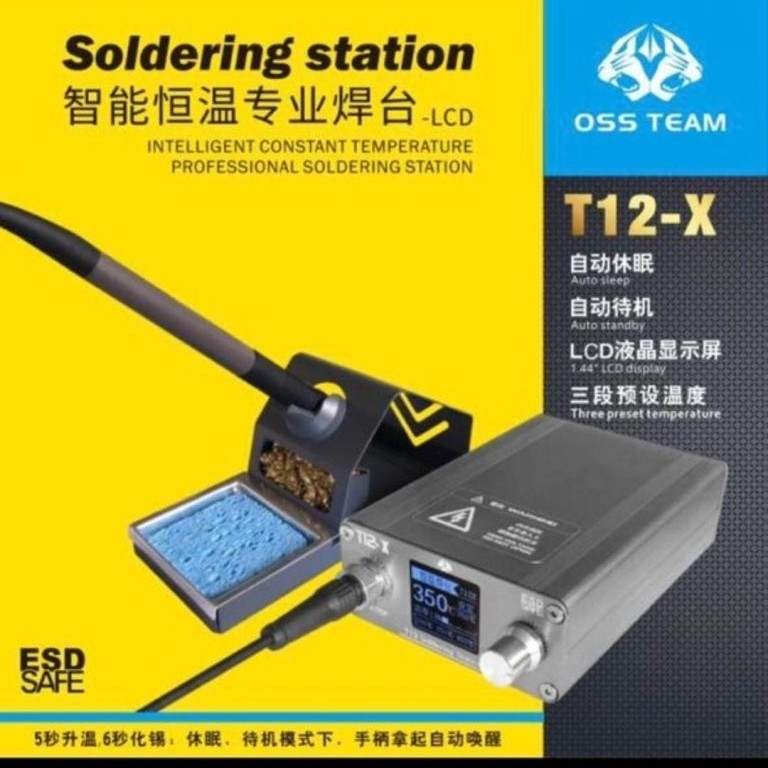 Soldering station
智能恒温专业焊台-LCD
INTELLIGENT CONSTANT TEMPERATURE
PROFESSIONAL SOLDERING STATION
OSS TEAM
T12-X
自动休眠
Auto sleep
自动待机
Auto standby
LCD液晶显示屏
1.44" LCD display
三段预设温度
Three preset temperature
T12-X
350
ESD
SAFE
5秒升温,6秒化锡：休眠、待机模式下．手柄拿起自动唤醒